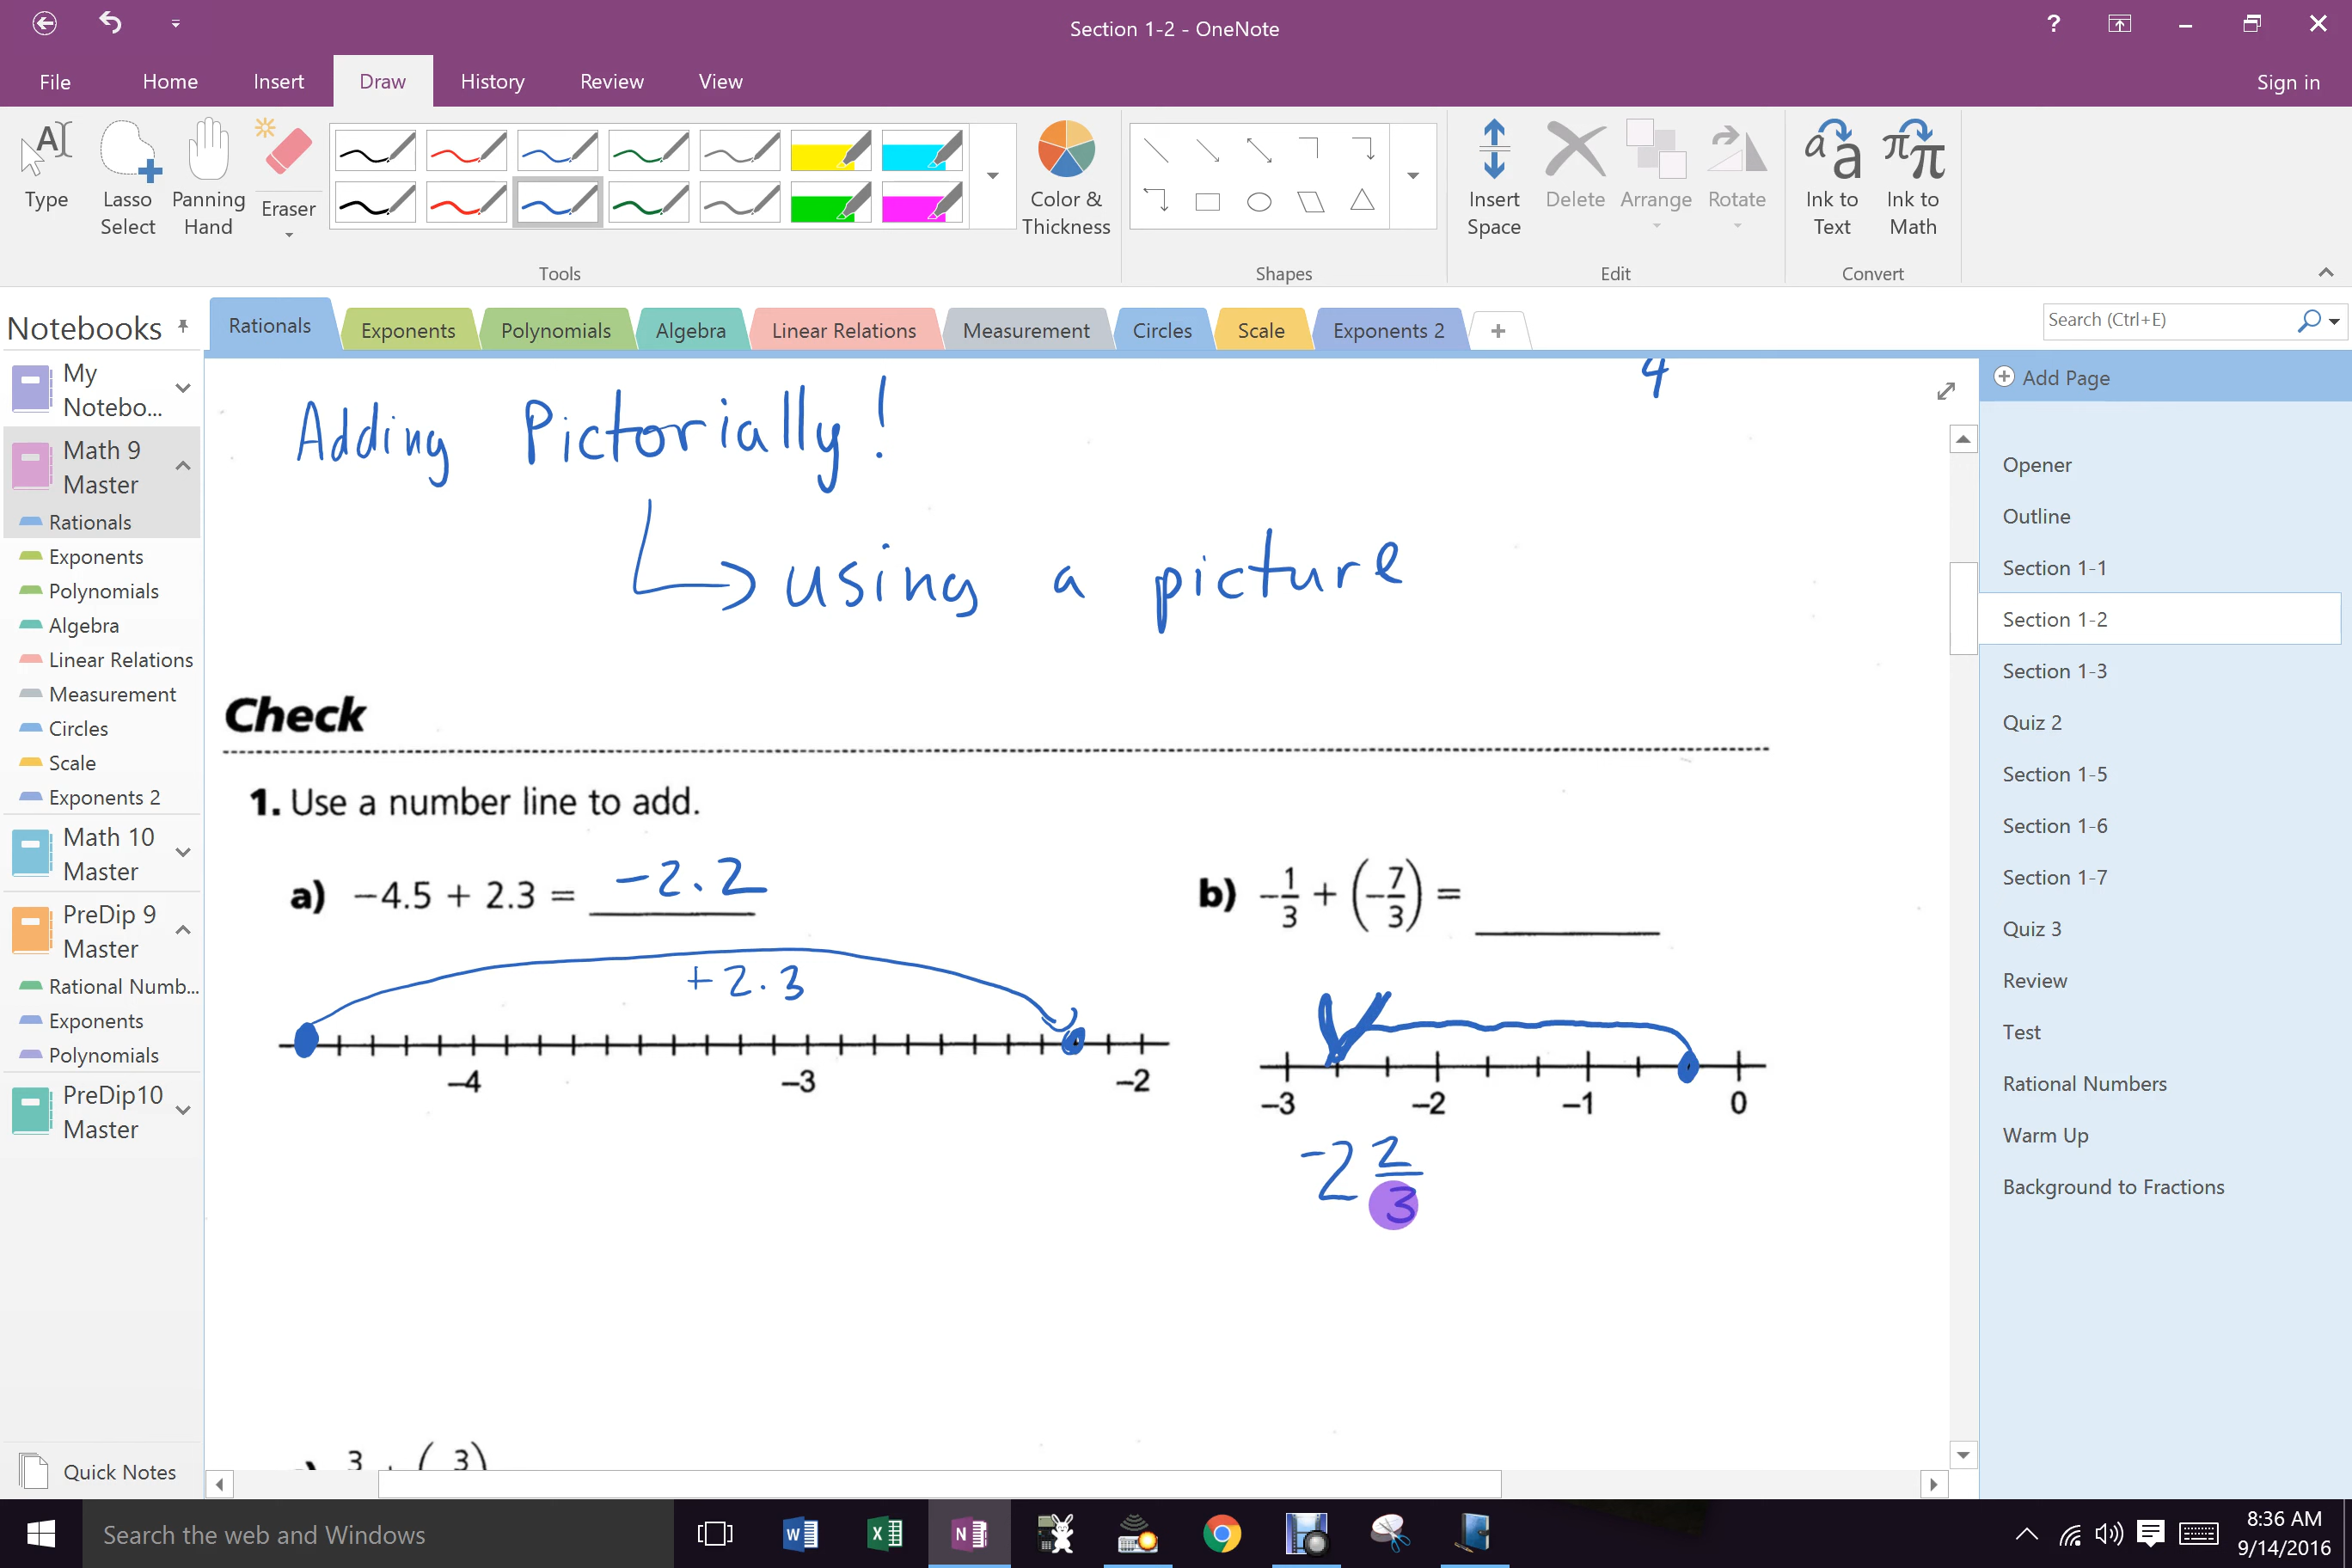 Section 1-2 - OneNote
?
File Home Insert Draw History Review View Sign in
Type
Lasso Select
Panning Hand
Eraser
Color & Thickness
Insert Space
Delete
Arrange
Rotate
Ink to Text
Ink to Math
Tools Shapes Edit Convert
Notebooks
Rationals Exponents Polynomials Algebra Linear Relations Measurement Circles Scale Exponents 2 +
Search (Ctrl+E)
My Notebo...
Math 9 Master
Rationals
Exponents
Polynomials
Algebra
Linear Relations
Measurement
Circles
Scale
Exponents 2
Math 10 Master
PreDip 9 Master
Rational Numb...
Exponents
Polynomials
PreDip10 Master
Quick Notes
4
Adding Pictorially!
using a picture
Check
1. Use a number line to add.
a) −4.5 + 2.3 = -2.2
+2.3
−4 −3 −2
b) −1/3 + (−7/3) =
−3 −2 −1 0
-2 2/3
3 ( 3)
Add Page
Opener
Outline
Section 1-1
Section 1-2
Section 1-3
Quiz 2
Section 1-5
Section 1-6
Section 1-7
Quiz 3
Review
Test
Rational Numbers
Warm Up
Background to Fractions
Search the web and Windows
8:36 AM
9/14/2016